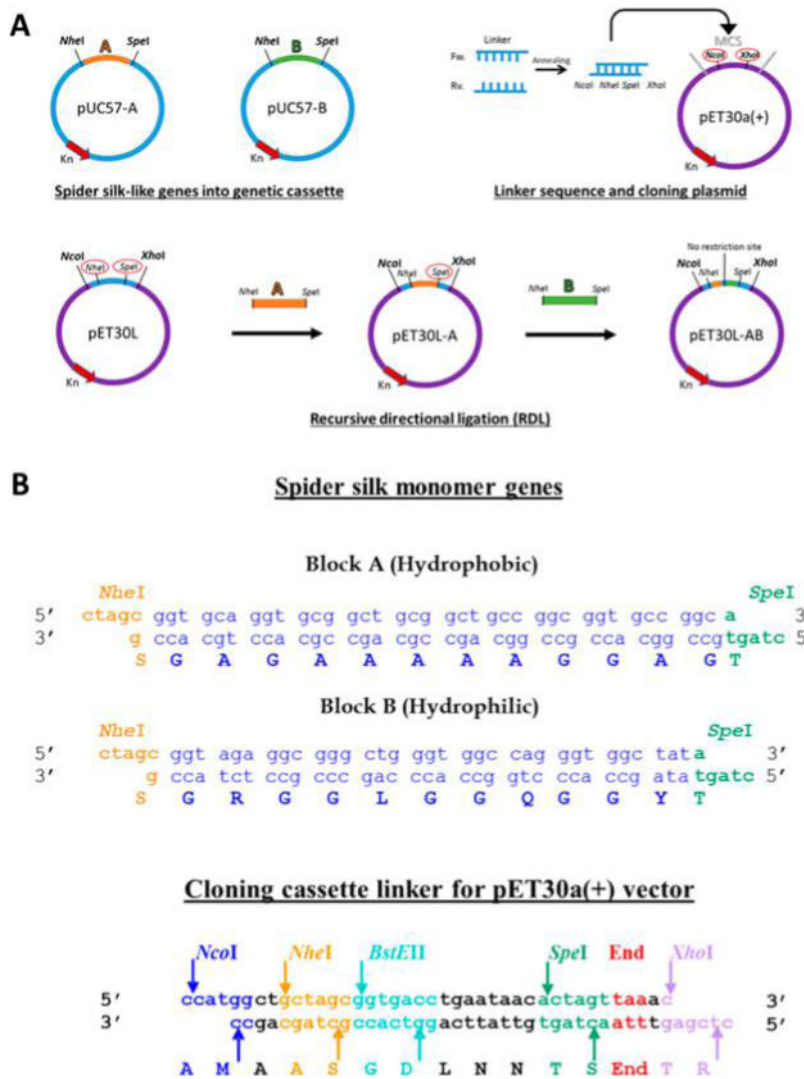 A
NheI A SpeI
pUC57-A
Kn
NheI B SpeI
pUC57-B
Kn
Spider silk-like genes into genetic cassette
Linker
Fw.
Rv.
Annealing
NcoI NheI SpeI XhoI
MCS
NcoI XhoI
pET30a(+)
Kn
Linker sequence and cloning plasmid
NcoI NheI SpeI XhoI
pET30L
Kn
A
NheI SpeI
NcoI NheI SpeI XhoI
pET30L-A
Kn
B
NheI SpeI
No restriction site
NcoI NheI SpeI XhoI
pET30L-AB
Kn
Recursive directional ligation (RDL)
B
Spider silk monomer genes
Block A (Hydrophobic)
NheI SpeI
5' ctagc ggt gca ggt gcg gct gcg gct gcc ggc ggt gcc ggc a 3
3' g cca cgt cca cgc cga cgc cga cgg ccg cca cgg ccg tgatc 5
S G A G A A A A A G G A G T
Block B (Hydrophilic)
NheI SpeI
5' ctagc ggt aga ggc ggg ctg ggt ggc cag ggt ggc tat a 3'
3' g cca tct ccg ccc gac cca ccg gtc cca ccg ata tgatc 5'
S G R G G L G G Q G G Y T
Cloning cassette linker for pET30a(+) vector
NcoI NheI BstEII SpeI End XhoI
5' ccatggctgctagcggtgacctgaataacactagttaaac 3'
3' ccgacgatcgccactggacttattgtgatcaatttgagctc 5'
A M A A S G D L N N T S End T R